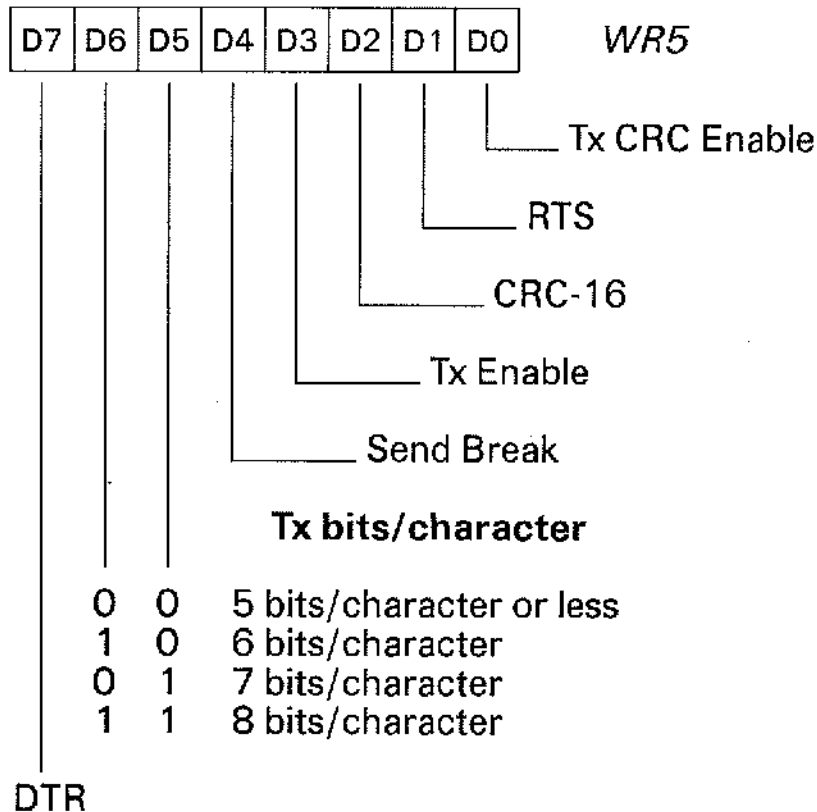 D7 D6 D5 D4 D3 D2 D1 D0 WR5
Tx CRC Enable
RTS
CRC-16
Tx Enable
Send Break
Tx bits/character
0 0 5 bits/character or less
1 0 6 bits/character
0 1 7 bits/character
1 1 8 bits/character
DTR